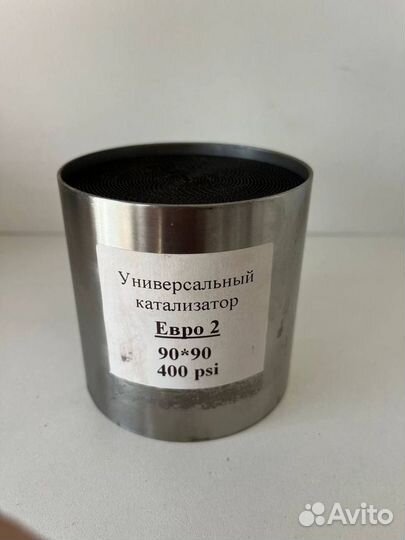 Универсальный
катализатор
Евро 2
90*90
400 psi
Avito